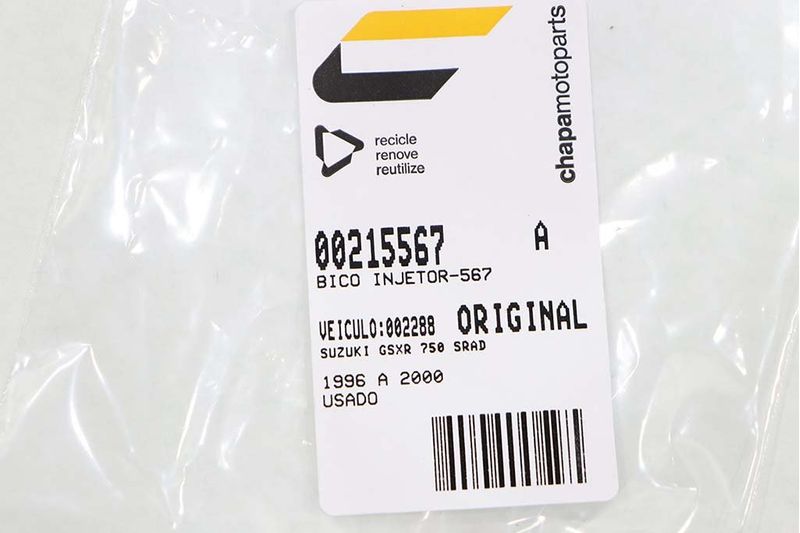 chapamotoparts
recicle
renove
reutilize
00215567 A
BICO INJETOR-567
VEICULO:002288 ORIGINAL
SUZUKI GSXR 750 SRAD
1996 A 2000
USADO